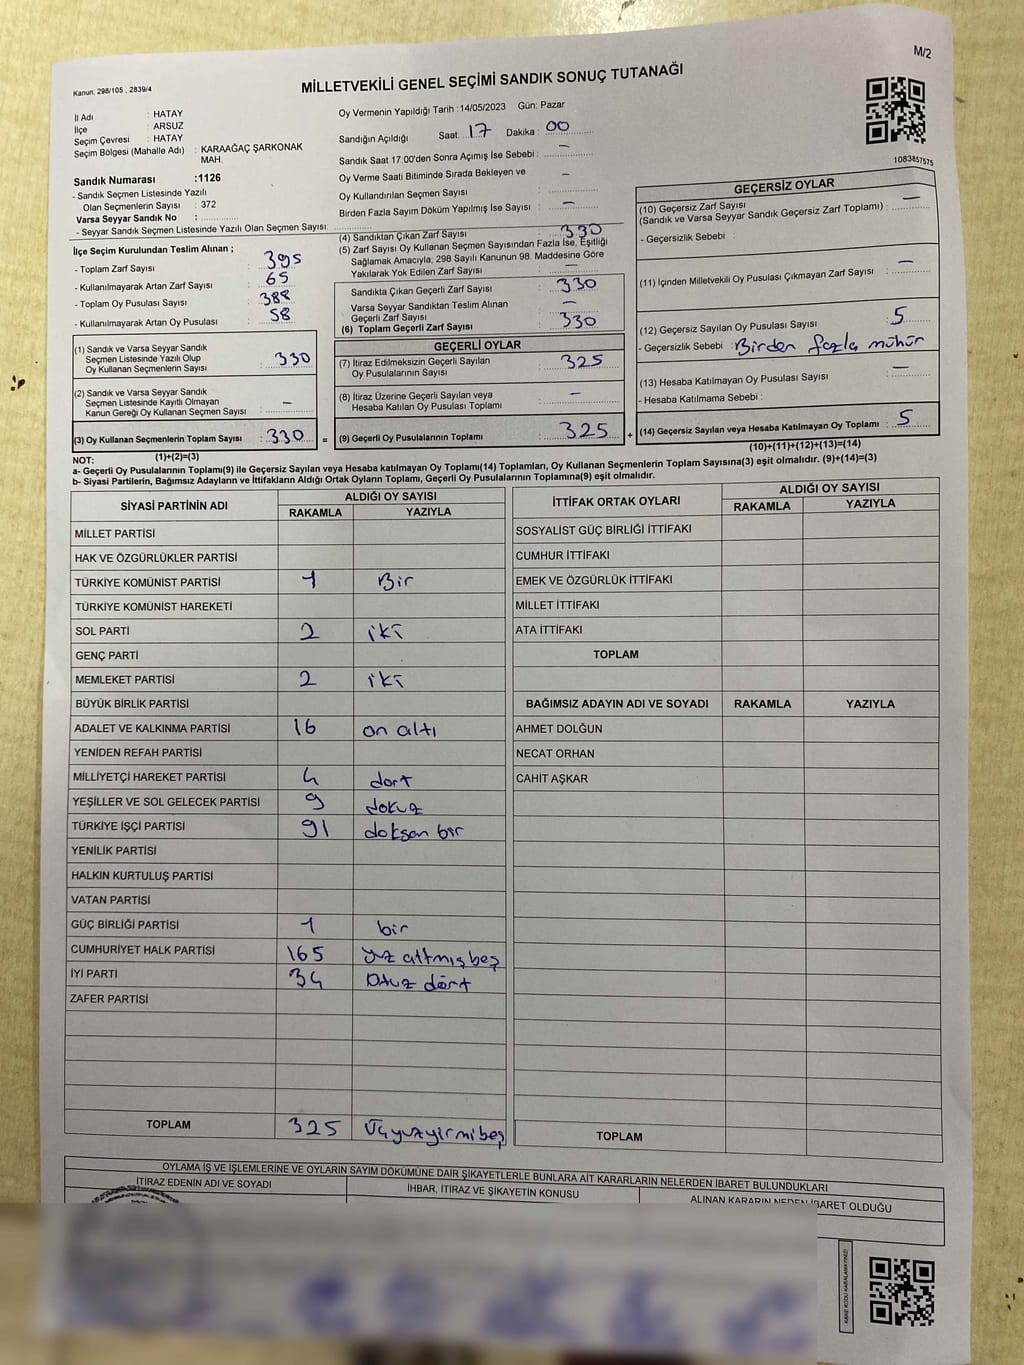 M/2
Kanun, 298/105 , 2839/4
MİLLETVEKİLİ GENEL SEÇİMİ SANDIK SONUÇ TUTANAĞI
İl Adı : HATAY
İlçe : ARSUZ
Seçim Çevresi : HATAY
Seçim Bölgesi (Mahalle Adı) : KARAAĞAÇ ŞARKONAK MAH.
Sandık Numarası :1126
- Sandık Seçmen Listesinde Yazılı
Olan Seçmenlerin Sayısı : 372
Varsa Seyyar Sandık No :
- Seyyar Sandık Seçmen Listesinde Yazılı Olan Seçmen Sayısı:
Oy Vermenin Yapıldığı Tarih :14/05/2023 Gün: Pazar
Sandığın Açıldığı Saat: 17 Dakika : 00
Sandık Saat 17:00'den Sonra Açımış İse Sebebi : –
Oy Verme Saati Bitiminde Sırada Bekleyen ve
Oy Kullandırılan Seçmen Sayısı –
Birden Fazla Sayım Döküm Yapılmış İse Sayısı : –
1083857575
İlçe Seçim Kurulundan Teslim Alınan ;
- Toplam Zarf Sayısı : 395
- Kullanılmayarak Artan Zarf Sayısı : 65
- Toplam Oy Pusulası Sayısı : 388
- Kullanılmayarak Artan Oy Pusulası : 58
(1) Sandık ve Varsa Seyyar Sandık
Seçmen Listesinde Yazılı Olup
Oy Kullanan Seçmenlerin Sayısı : 330
(2) Sandık ve Varsa Seyyar Sandık
Seçmen Listesinde Kayıtlı Olmayan
Kanun Gereği Oy Kullanan Seçmen Sayısı : –
(3) Oy Kullanan Seçmenlerin Toplam Sayısı : 330 =
(1)+(2)=(3)
(4) Sandıktan Çıkan Zarf Sayısı : 330
(5) Zarf Sayısı Oy Kullanan Seçmen Sayısından Fazla İse, Eşitliği
Sağlamak Amacıyla, 298 Sayılı Kanunun 98. Maddesine Göre
Yakılarak Yok Edilen Zarf Sayısı : –
Sandıkta Çıkan Geçerli Zarf Sayısı : 330
Varsa Seyyar Sandıktan Teslim Alınan
Geçerli Zarf Sayısı : –
(6) Toplam Geçerli Zarf Sayısı : 330
GEÇERLİ OYLAR
(7) İtiraz Edilmeksizin Geçerli Sayılan
Oy Pusulalarının Sayısı : 325
(8) İtiraz Üzerine Geçerli Sayılan veya
Hesaba Katılan Oy Pusulası Toplamı : –
(9) Geçerli Oy Pusulalarının Toplamı : 325 +
GEÇERSİZ OYLAR
(10) Geçersiz Zarf Sayısı
(Sandık ve Varsa Seyyar Sandık Geçersiz Zarf Toplamı) : –
- Geçersizlik Sebebi :
(11) İçinden Milletvekili Oy Pusulası Çıkmayan Zarf Sayısı : –
(12) Geçersiz Sayılan Oy Pusulası Sayısı : 5
- Geçersizlik Sebebi : Birden fazla mühür
(13) Hesaba Katılmayan Oy Pusulası Sayısı : –
- Hesaba Katılmama Sebebi :
(14) Geçersiz Sayılan veya Hesaba Katılmayan Oy Toplamı : 5
(10)+(11)+(12)+(13)=(14)
NOT:
a- Geçerli Oy Pusulalarının Toplamı(9) ile Geçersiz Sayılan veya Hesaba katılmayan Oy Toplamı(14) Toplamları, Oy Kullanan Seçmenlerin Toplam Sayısına(3) eşit olmalıdır. (9)+(14)=(3)
b- Siyasi Partilerin, Bağımsız Adayların ve İttifakların Aldığı Ortak Oyların Toplamı, Geçerli Oy Pusulalarının Toplamına(9) eşit olmalıdır.
SİYASİ PARTİNİN ADI ALDIĞI OY SAYISI
RAKAMLA YAZIYLA
MİLLET PARTİSİ
HAK VE ÖZGÜRLÜKLER PARTİSİ
TÜRKİYE KOMÜNİST PARTİSİ 1 Bir
TÜRKİYE KOMÜNİST HAREKETİ
SOL PARTİ 2 iki
GENÇ PARTİ
MEMLEKET PARTİSİ 2 iki
BÜYÜK BİRLİK PARTİSİ
ADALET VE KALKINMA PARTİSİ 16 on altı
YENİDEN REFAH PARTİSİ
MİLLİYETÇİ HAREKET PARTİSİ 4 dört
YEŞİLLER VE SOL GELECEK PARTİSİ 9 dokuz
TÜRKİYE İŞÇİ PARTİSİ 91 doksan bir
YENİLİK PARTİSİ
HALKIN KURTULUŞ PARTİSİ
VATAN PARTİSİ
GÜÇ BİRLİĞİ PARTİSİ 1 bir
CUMHURİYET HALK PARTİSİ 165 yüz altmış beş
İYİ PARTİ 34 Otuz dört
ZAFER PARTİSİ
TOPLAM 325 Üçyüzyirmibeş
İTTİFAK ORTAK OYLARI ALDIĞI OY SAYISI
RAKAMLA YAZIYLA
SOSYALİST GÜÇ BİRLİĞİ İTTİFAKI
CUMHUR İTTİFAKI
EMEK VE ÖZGÜRLÜK İTTİFAKI
MİLLET İTTİFAKI
ATA İTTİFAKI
TOPLAM
BAĞIMSIZ ADAYIN ADI VE SOYADI RAKAMLA YAZIYLA
AHMET DOLĞUN
NECAT ORHAN
CAHİT AŞKAR
TOPLAM
OYLAMA İŞ VE İŞLEMLERİNE VE OYLARIN SAYIM DÖKÜMÜNE DAİR ŞİKAYETLERLE BUNLARA AİT KARARLARIN NELERDEN İBARET BULUNDUKLARI
İTİRAZ EDENİN ADI VE SOYADI
İHBAR, İTİRAZ VE ŞİKAYETİN KONUSU
ALINAN KARARIN NEDEN İBARET OLDUĞU